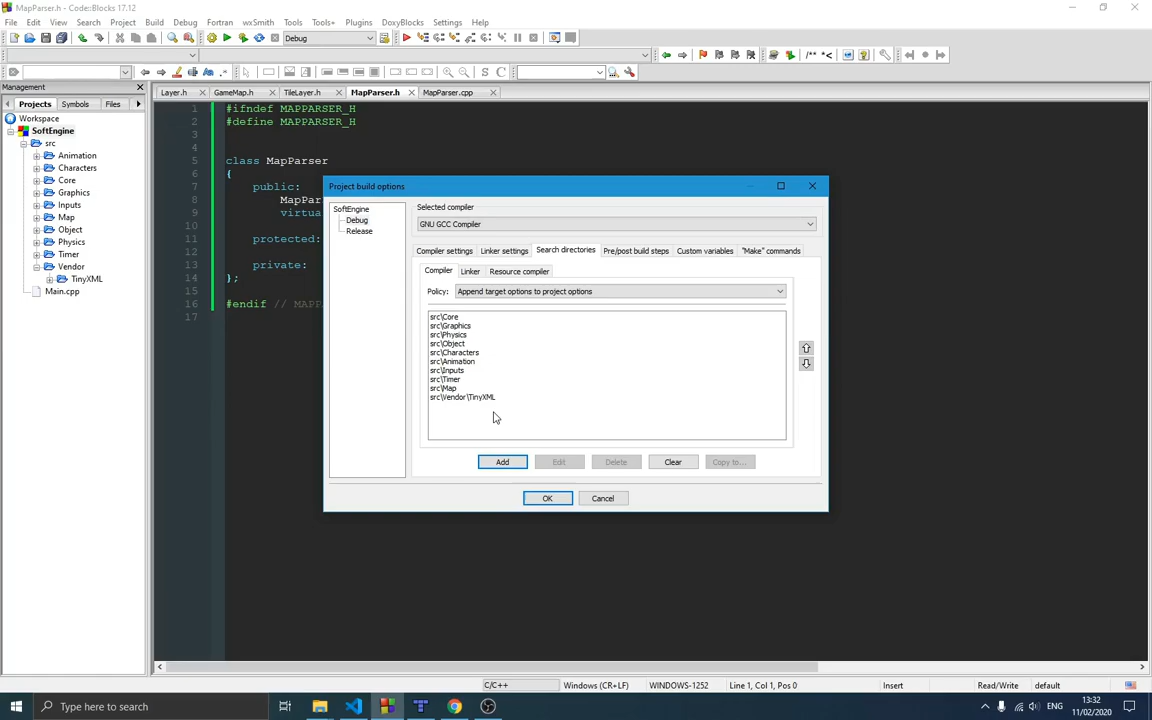 MapParser.h - Code::Blocks 17.12
File Edit View Search Project Build Debug Fortran wxSmith Tools Tools+ Plugins DoxyBlocks Settings Help
Debug
/** *<
S C
Management
Layer.h GameMap.h TileLayer.h MapParser.h MapParser.cpp
Projects Symbols Files
Workspace
SoftEngine
src
Animation
Characters
Core
Graphics
Inputs
Map
Object
Physics
Timer
Vendor
TinyXML
Main.cpp
1 #ifndef MAPPARSER_H
2 #define MAPPARSER_H
3
4
5 class MapParser
6 {
7 public:
8 MapPar
9 virtua
10
11 protected:
12
13 private:
14 };
15
16 #endif // MAPP
17
Project build options
SoftEngine
Debug
Release
Selected compiler
GNU GCC Compiler
Compiler settings Linker settings Search directories Pre/post build steps Custom variables "Make" commands
Compiler Linker Resource compiler
Policy: Append target options to project options
src\Core
src\Graphics
src\Physics
src\Object
src\Characters
src\Animation
src\Inputs
src\Timer
src\Map
src\Vendor\TinyXML
Add Edit Delete Clear Copy to...
OK Cancel
C/C++ Windows (CR+LF) WINDOWS-1252 Line 1, Col 1, Pos 0 Insert Read/Write default
Type here to search
ENG
13:32
11/02/2020